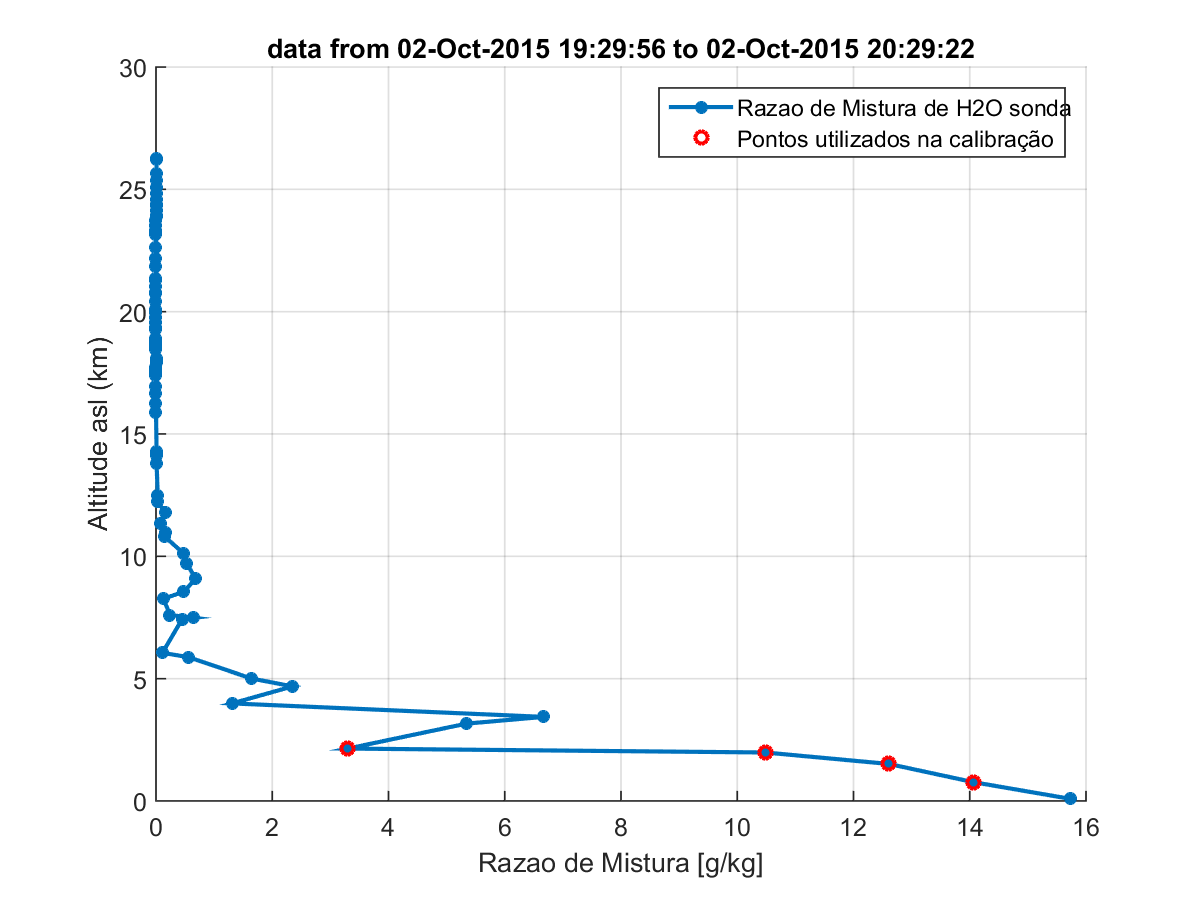 data from 02-Oct-2015 19:29:56 to 02-Oct-2015 20:29:22
Razao de Mistura de H2O sonda
Pontos utilizados na calibração
30
25
20
15
10
5
0
Altitude asl (km)
0 2 4 6 8 10 12 14 16
Razao de Mistura [g/kg]